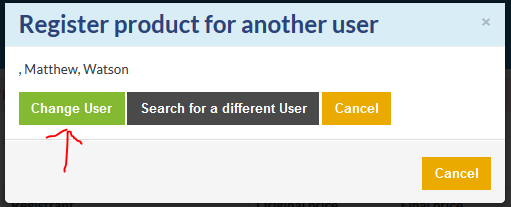 Register product for another user
×
, Matthew, Watson
Change User Search for a different User Cancel
Cancel